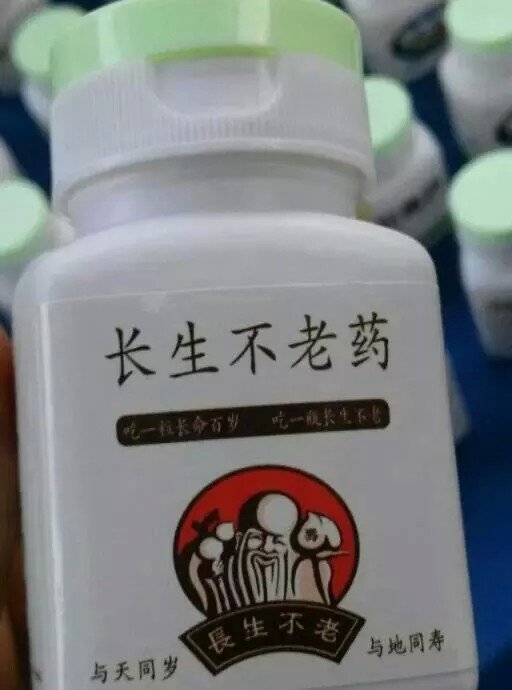 长生不老药
吃一粒长命百岁 吃一瓶长生不老
長生不老
与天同岁 与地同寿